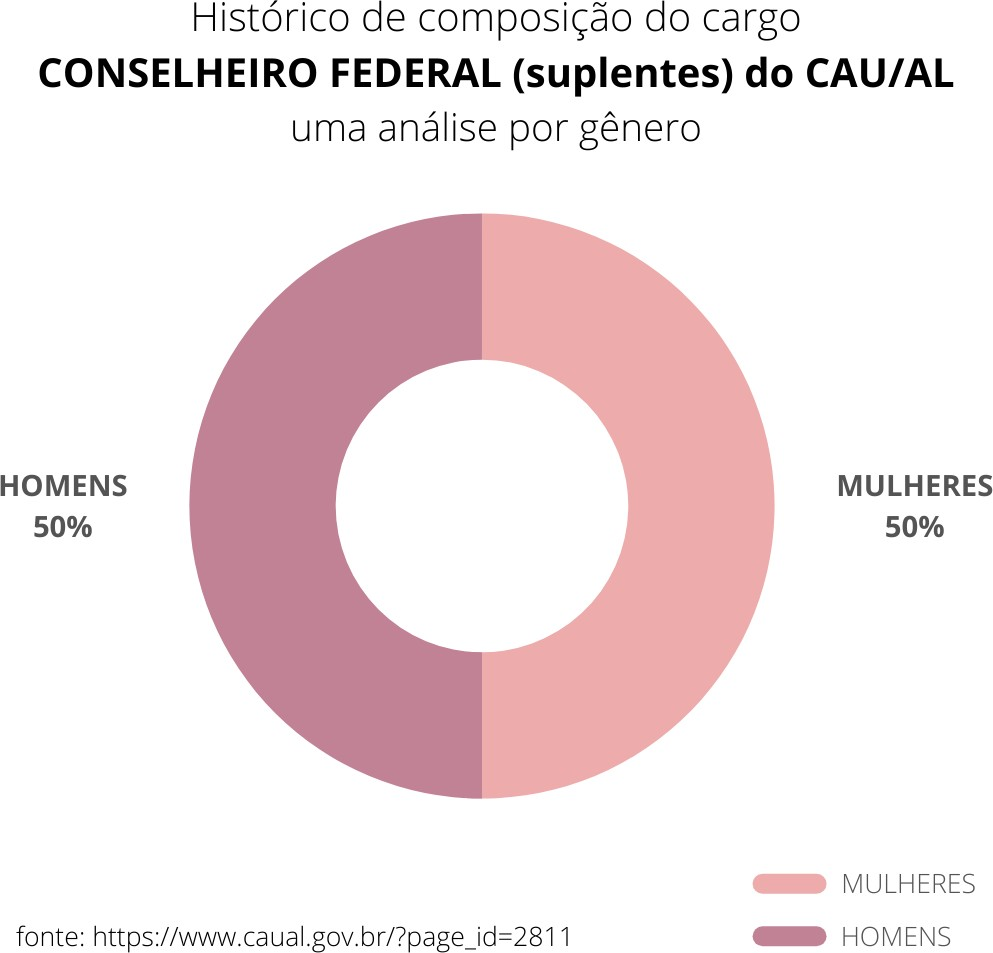 Histórico de composição do cargo
CONSELHEIRO FEDERAL (suplentes) do CAU/AL
uma análise por gênero
HOMENS
50%
MULHERES
50%
MULHERES
HOMENS
fonte: https://www.caual.gov.br/?page_id=2811